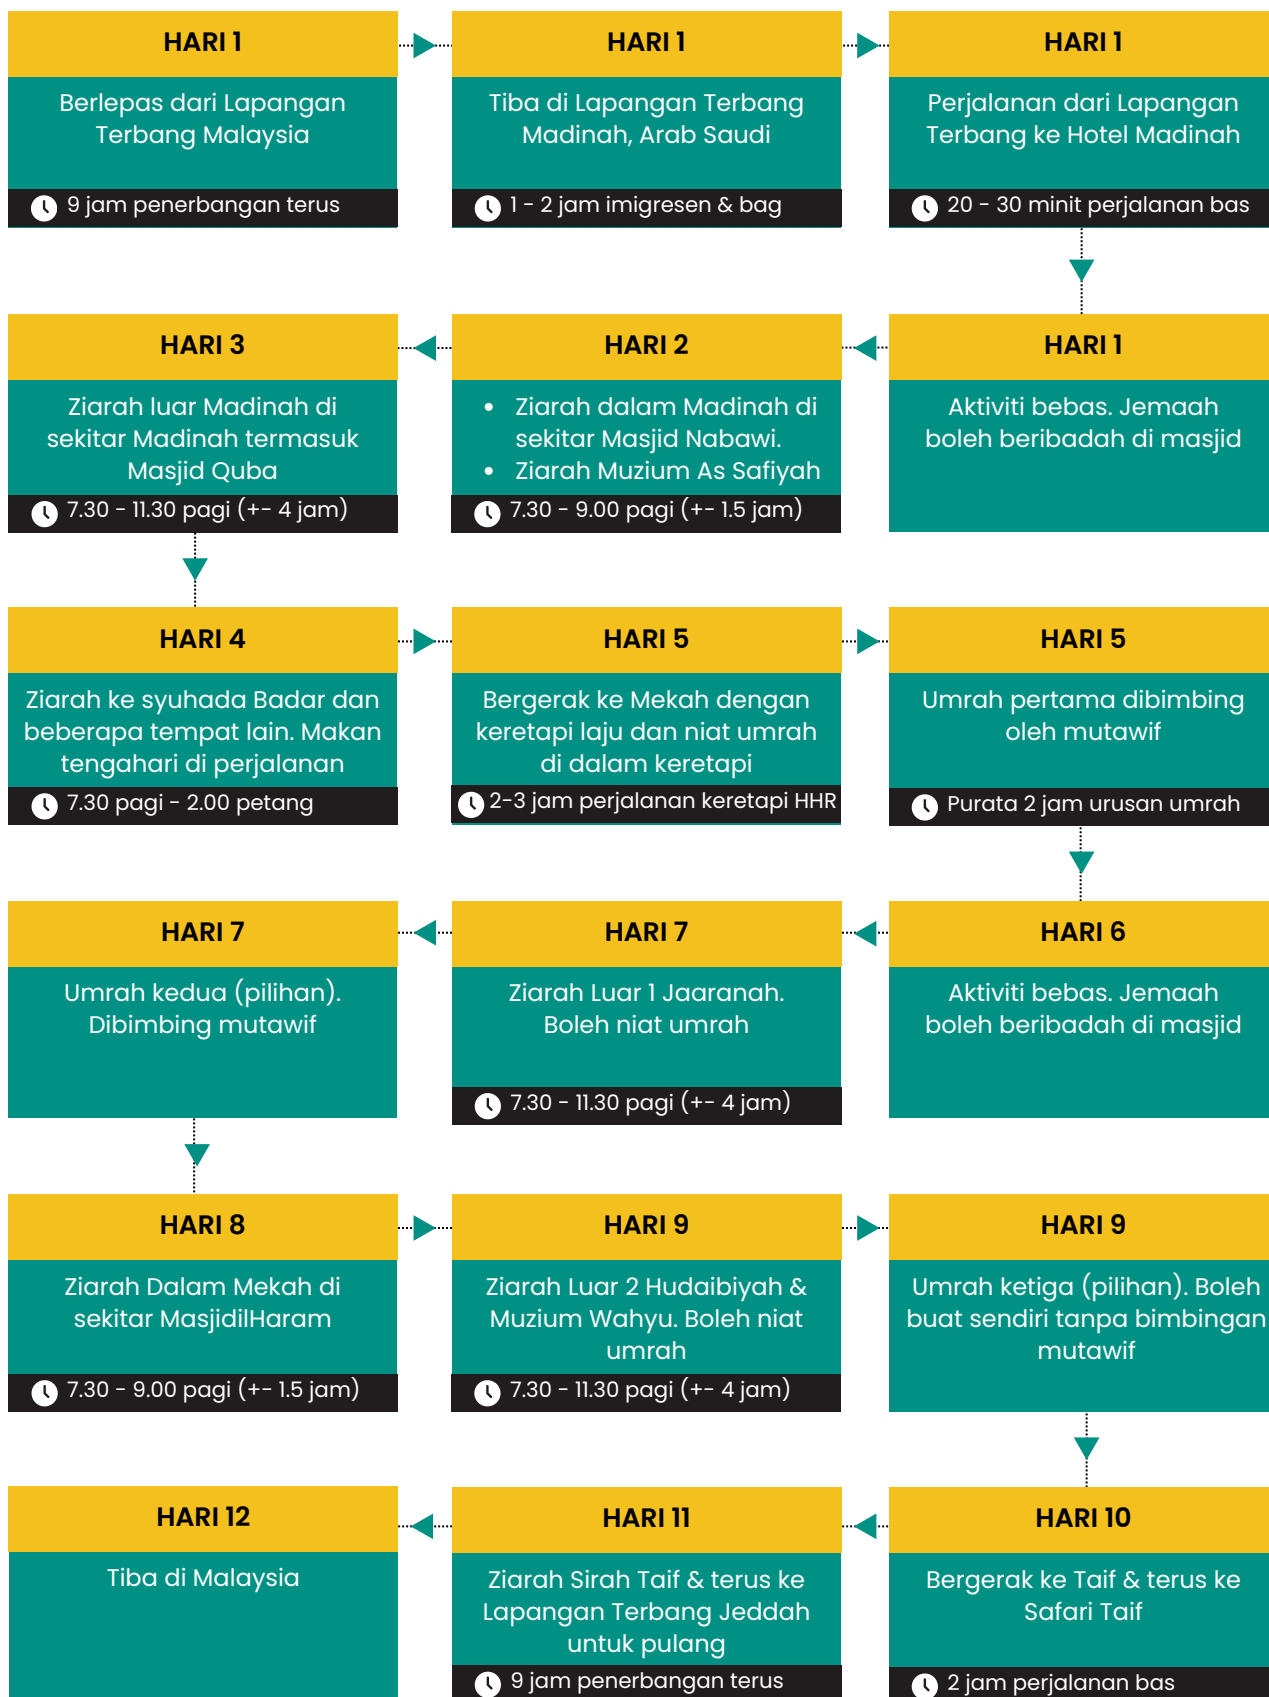 HARI 1
Berlepas dari Lapangan
Terbang Malaysia
9 jam penerbangan terus
HARI 1
Tiba di Lapangan Terbang
Madinah, Arab Saudi
1 - 2 jam imigresen & bag
HARI 1
Perjalanan dari Lapangan
Terbang ke Hotel Madinah
20 - 30 minit perjalanan bas
HARI 1
Aktiviti bebas. Jemaah
boleh beribadah di masjid
HARI 2
• Ziarah dalam Madinah di
sekitar Masjid Nabawi.
• Ziarah Muzium As Safiyah
7.30 - 9.00 pagi (+- 1.5 jam)
HARI 3
Ziarah luar Madinah di
sekitar Madinah termasuk
Masjid Quba
7.30 - 11.30 pagi (+- 4 jam)
HARI 4
Ziarah ke syuhada Badar dan
beberapa tempat lain. Makan
tengahari di perjalanan
7.30 pagi - 2.00 petang
HARI 5
Bergerak ke Mekah dengan
keretapi laju dan niat umrah
di dalam keretapi
2-3 jam perjalanan keretapi HHR
HARI 5
Umrah pertama dibimbing
oleh mutawif
Purata 2 jam urusan umrah
HARI 6
Aktiviti bebas. Jemaah
boleh beribadah di masjid
HARI 7
Ziarah Luar 1 Jaaranah.
Boleh niat umrah
7.30 - 11.30 pagi (+- 4 jam)
HARI 7
Umrah kedua (pilihan).
Dibimbing mutawif
HARI 8
Ziarah Dalam Mekah di
sekitar MasjidilHaram
7.30 - 9.00 pagi (+- 1.5 jam)
HARI 9
Ziarah Luar 2 Hudaibiyah &
Muzium Wahyu. Boleh niat
umrah
7.30 - 11.30 pagi (+- 4 jam)
HARI 9
Umrah ketiga (pilihan). Boleh
buat sendiri tanpa bimbingan
mutawif
HARI 10
Bergerak ke Taif & terus ke
Safari Taif
2 jam perjalanan bas
HARI 11
Ziarah Sirah Taif & terus ke
Lapangan Terbang Jeddah
untuk pulang
9 jam penerbangan terus
HARI 12
Tiba di Malaysia